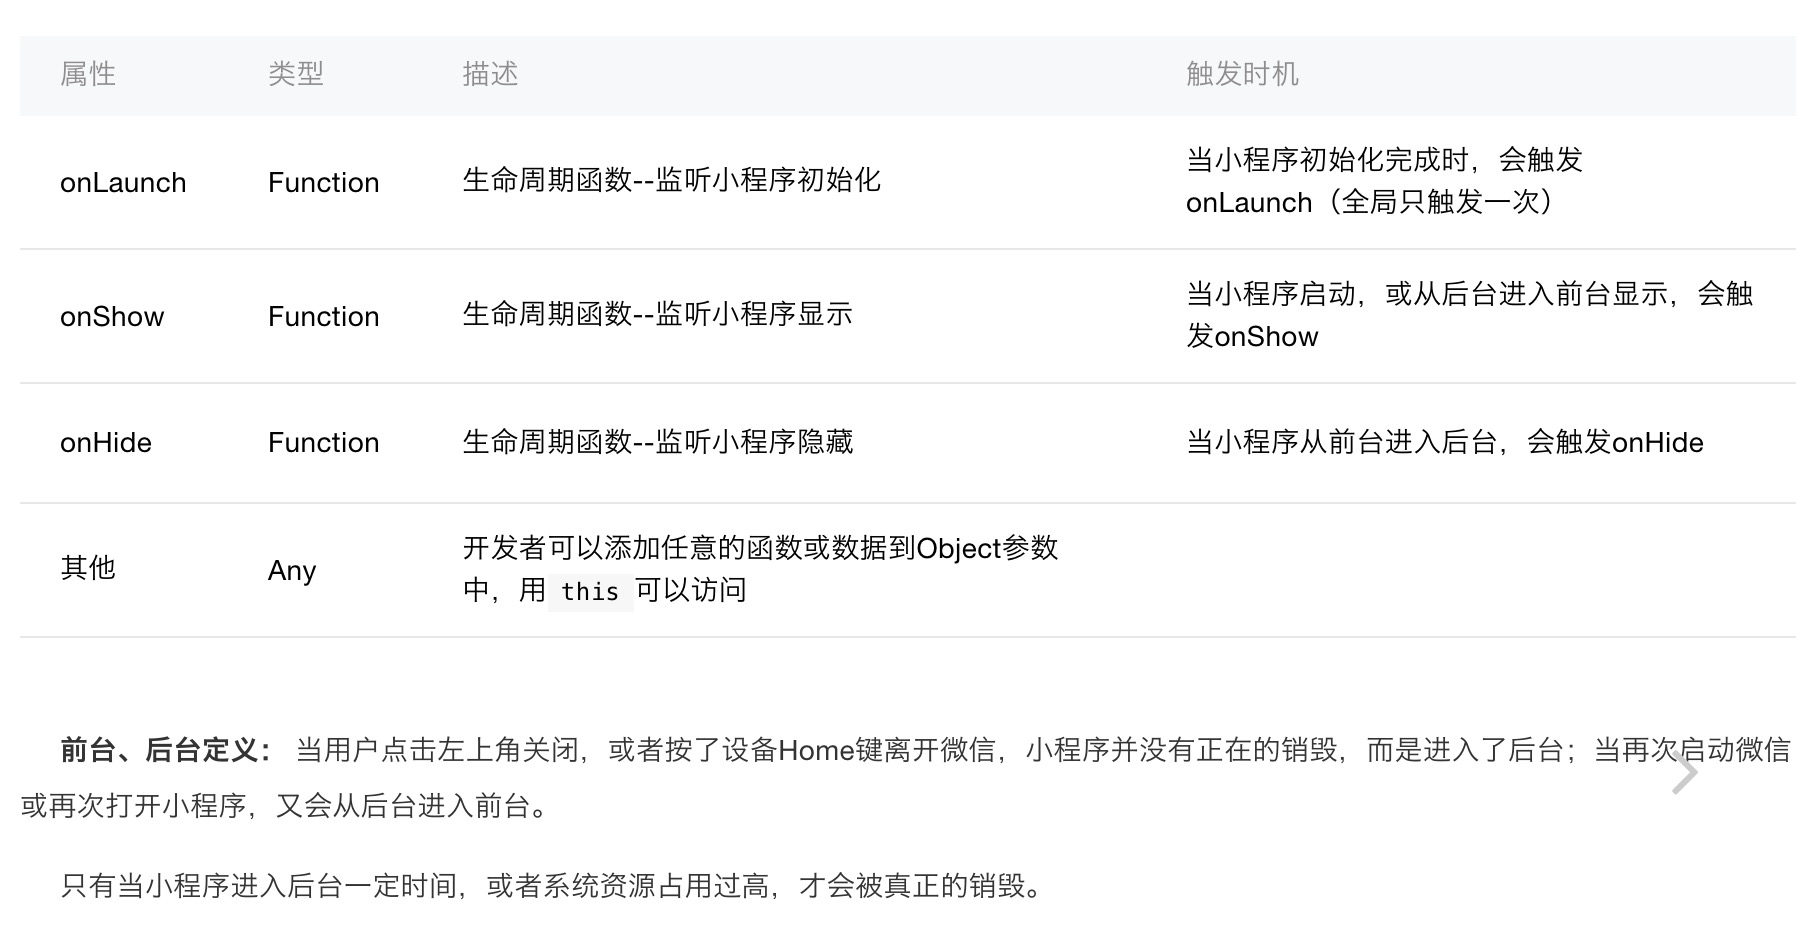 属性 类型 描述 触发时机
onLaunch Function 生命周期函数--监听小程序初始化 当小程序初始化完成时，会触发
onLaunch（全局只触发一次）
onShow Function 生命周期函数--监听小程序显示 当小程序启动，或从后台进入前台显示，会触
发onShow
onHide Function 生命周期函数--监听小程序隐藏 当小程序从前台进入后台，会触发onHide
其他 Any 开发者可以添加任意的函数或数据到Object参数
中，用 this 可以访问
前台、后台定义： 当用户点击左上角关闭，或者按了设备Home键离开微信，小程序并没有正在的销毁，而是进入了后台；当再次启动微信
或再次打开小程序，又会从后台进入前台。
只有当小程序进入后台一定时间，或者系统资源占用过高，才会被真正的销毁。